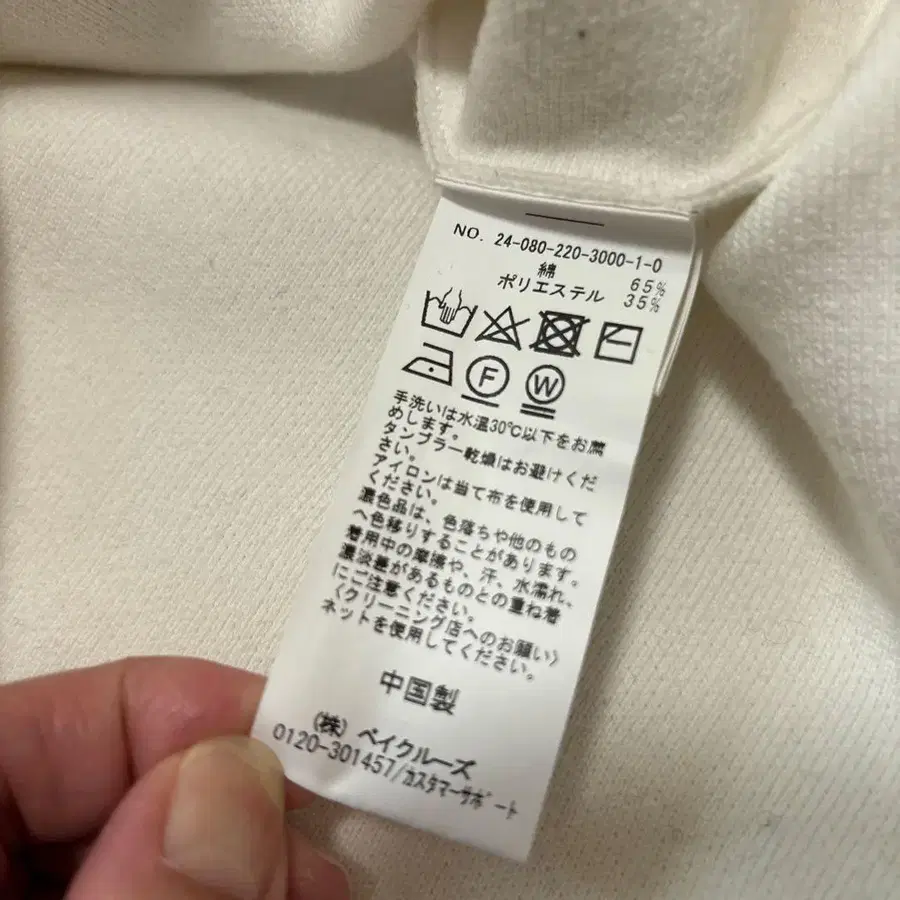 NO. 24-080-220-3000-1-0
綿 65%
ポリエステル 35%
F W
手洗いは水温30℃以下をお薦
めします。
タンブラー乾燥はお避けくだ
さい。
アイロンは当て布を使用して
ください。
濃色品は、色落ちや他のもの
へ色移りすることがあります。
着用中の摩擦や、汗、水濡れ、
濃淡差があるものとの重ね着
にご注意ください。
〈クリーニング店へのお願い〉
ネットを使用してください。
中国製
(株) ベイクルーズ
0120-301457/カスタマーサポート